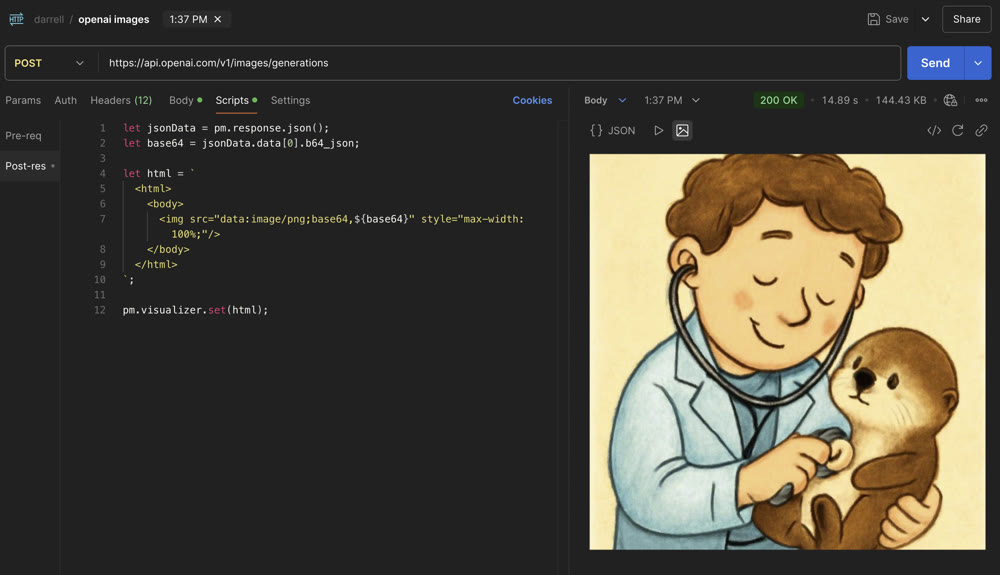 HTTP darrell / openai images 1:37 PM × Save Share
POST https://api.openai.com/v1/images/generations Send
Params Auth Headers (12) Body Scripts Settings Cookies
Body 1:37 PM 200 OK 14.89 s 144.43 KB
Pre-req
Post-res
{} JSON
1 let jsonData = pm.response.json();
2 let base64 = jsonData.data[0].b64_json;
3
4 let html = `
5 <html>
6 <body>
7 <img src="data:image/png;base64,${base64}" style="max-width:
100%;"/>
8 </body>
9 </html>
10 `;
11
12 pm.visualizer.set(html);